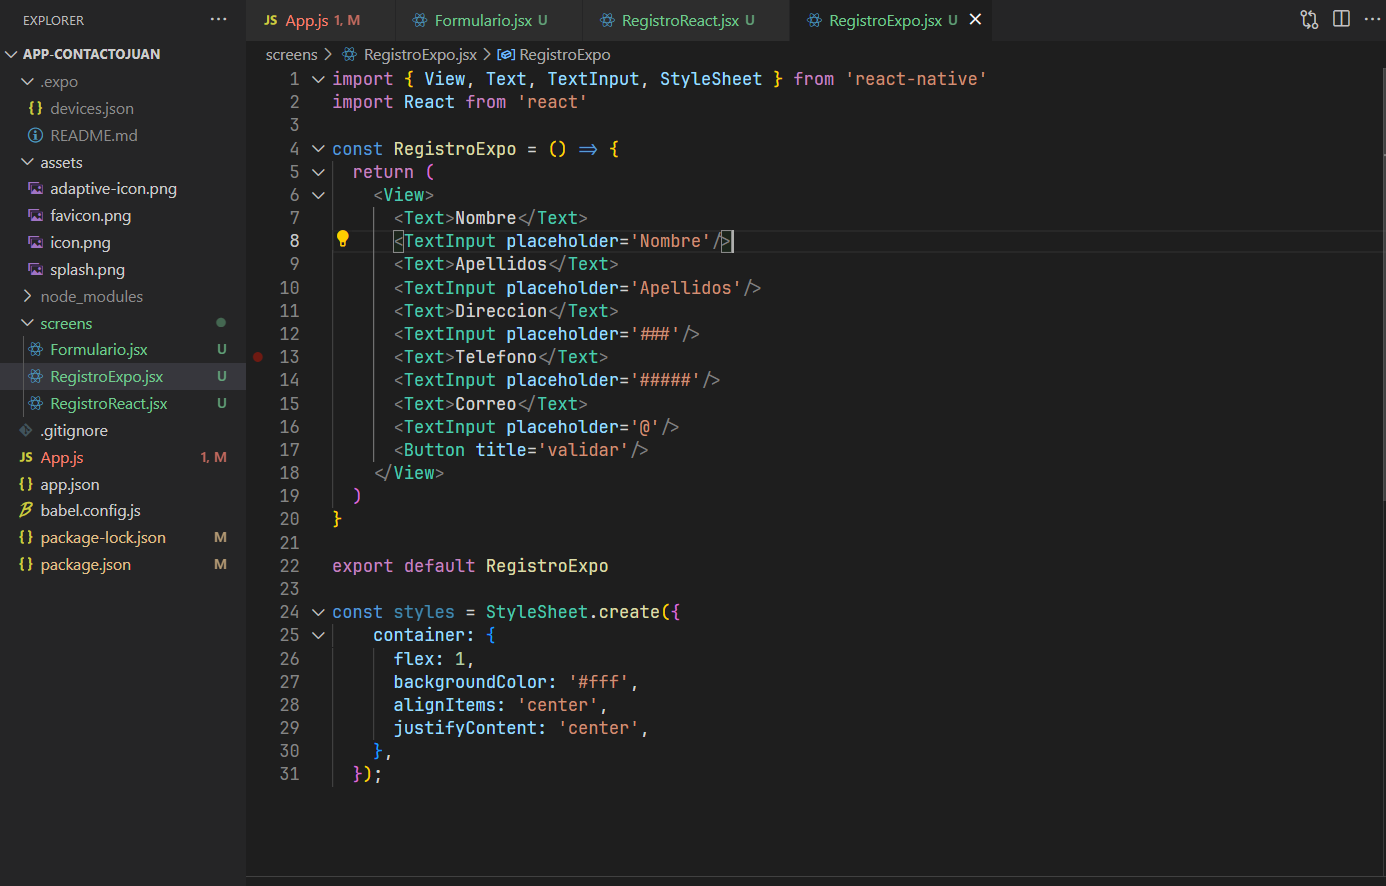 EXPLORER
···
APP-CONTACTOJUAN
.expo
{} devices.json
README.md
assets
adaptive-icon.png
favicon.png
icon.png
splash.png
node_modules
screens
Formulario.jsx U
RegistroExpo.jsx U
RegistroReact.jsx U
.gitignore
JS App.js 1, M
{} app.json
babel.config.js
{} package-lock.json M
{} package.json M
JS App.js 1, M
Formulario.jsx U
RegistroReact.jsx U
RegistroExpo.jsx U
screens > RegistroExpo.jsx > RegistroExpo
1 import { View, Text, TextInput, StyleSheet } from 'react-native'
2 import React from 'react'
3
4 const RegistroExpo = () => {
5 return (
6 <View>
7 <Text>Nombre</Text>
8 <TextInput placeholder='Nombre'/>
9 <Text>Apellidos</Text>
10 <TextInput placeholder='Apellidos'/>
11 <Text>Direccion</Text>
12 <TextInput placeholder='###'/>
13 <Text>Telefono</Text>
14 <TextInput placeholder='#####'/>
15 <Text>Correo</Text>
16 <TextInput placeholder='@'/>
17 <Button title='validar'/>
18 </View>
19 )
20 }
21
22 export default RegistroExpo
23
24 const styles = StyleSheet.create({
25 container: {
26 flex: 1,
27 backgroundColor: '#fff',
28 alignItems: 'center',
29 justifyContent: 'center',
30 },
31 });